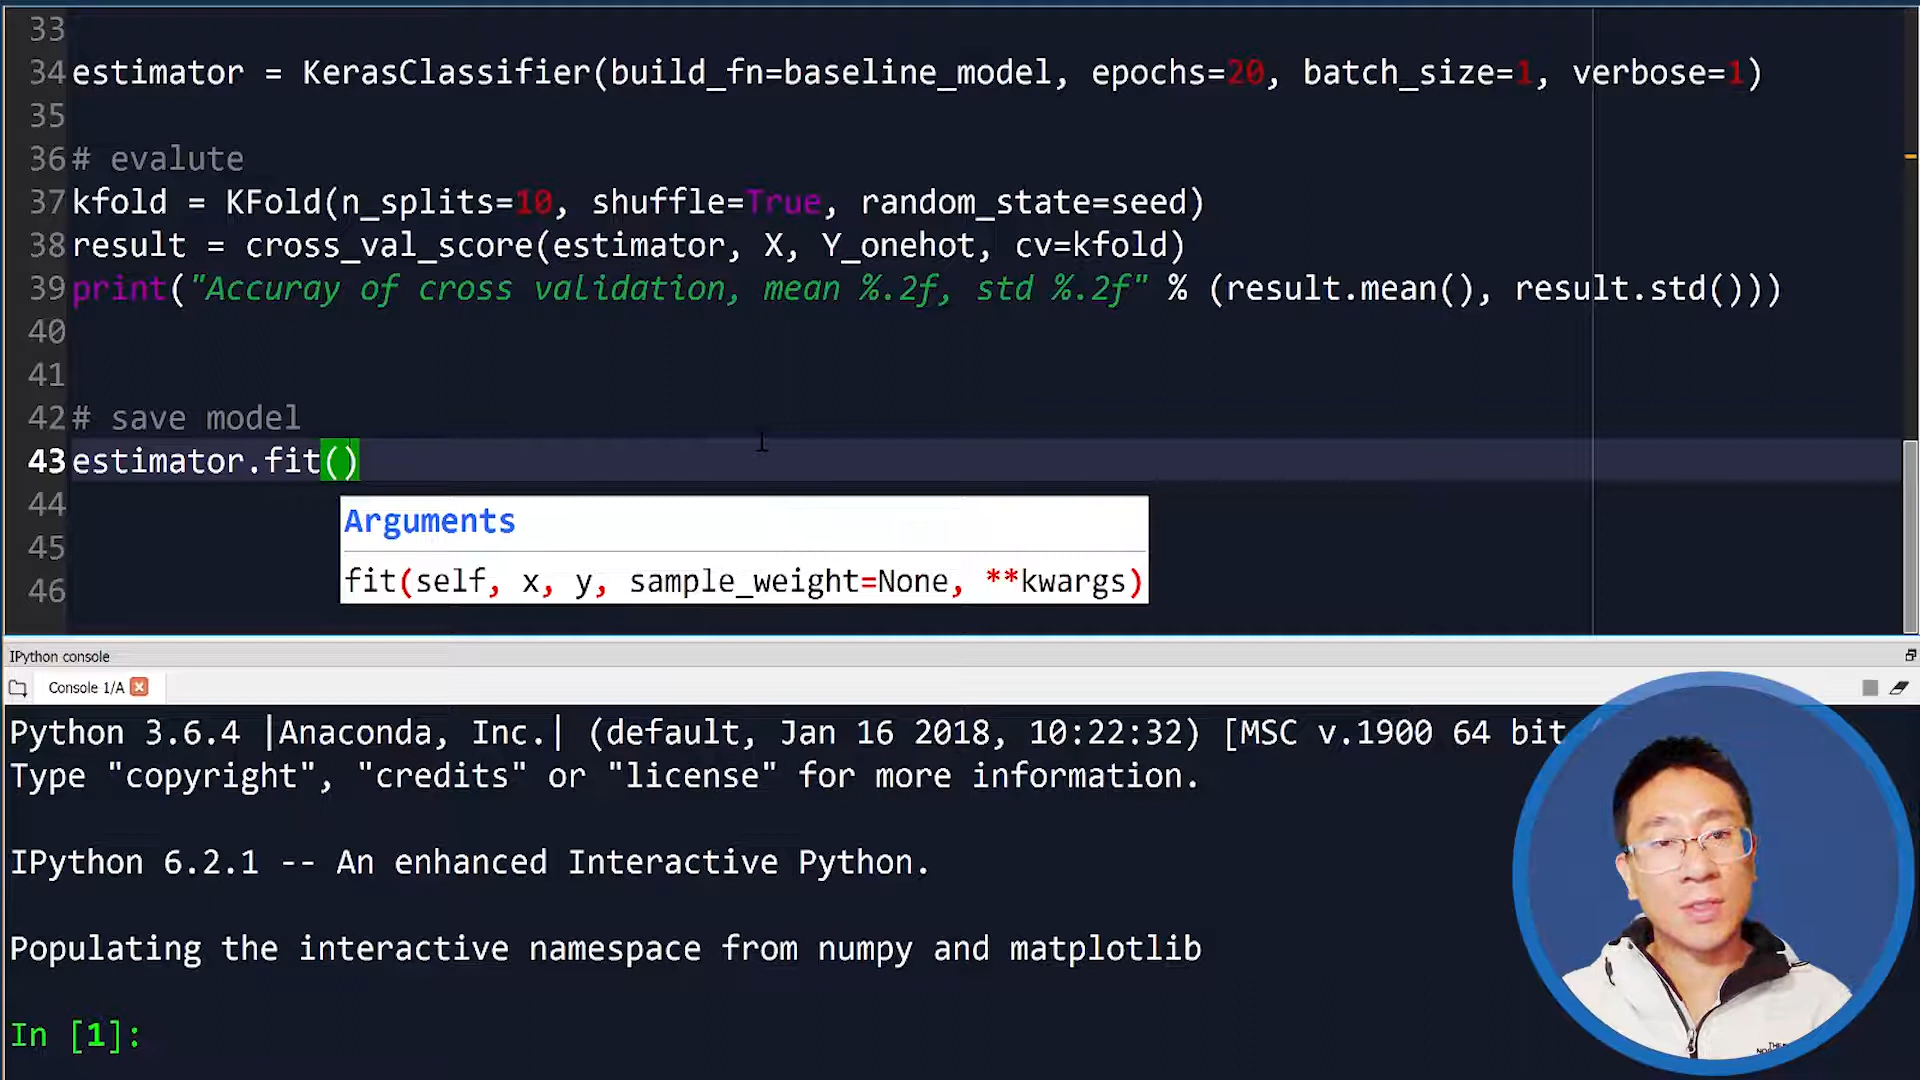 33
34 estimator = KerasClassifier(build_fn=baseline_model, epochs=20, batch_size=1, verbose=1)
35
36 # evalute
37 kfold = KFold(n_splits=10, shuffle=True, random_state=seed)
38 result = cross_val_score(estimator, X, Y_onehot, cv=kfold)
39 print("Accuray of cross validation, mean %.2f, std %.2f" % (result.mean(), result.std()))
40
41
42 # save model
43 estimator.fit()
44
Arguments
45
fit(self, x, y, sample_weight=None, **kwargs)
46
IPython console
Console 1/A
Python 3.6.4 |Anaconda, Inc.| (default, Jan 16 2018, 10:22:32) [MSC v.1900 64 bit
Type "copyright", "credits" or "license" for more information.
IPython 6.2.1 -- An enhanced Interactive Python.
Populating the interactive namespace from numpy and matplotlib
In [1]: